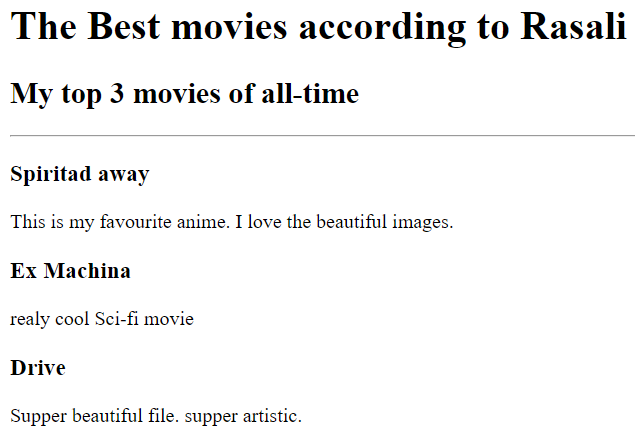 The Best movies according to Rasali
My top 3 movies of all-time
Spiritad away
This is my favourite anime. I love the beautiful images.
Ex Machina
realy cool Sci-fi movie
Drive
Supper beautiful file. supper artistic.